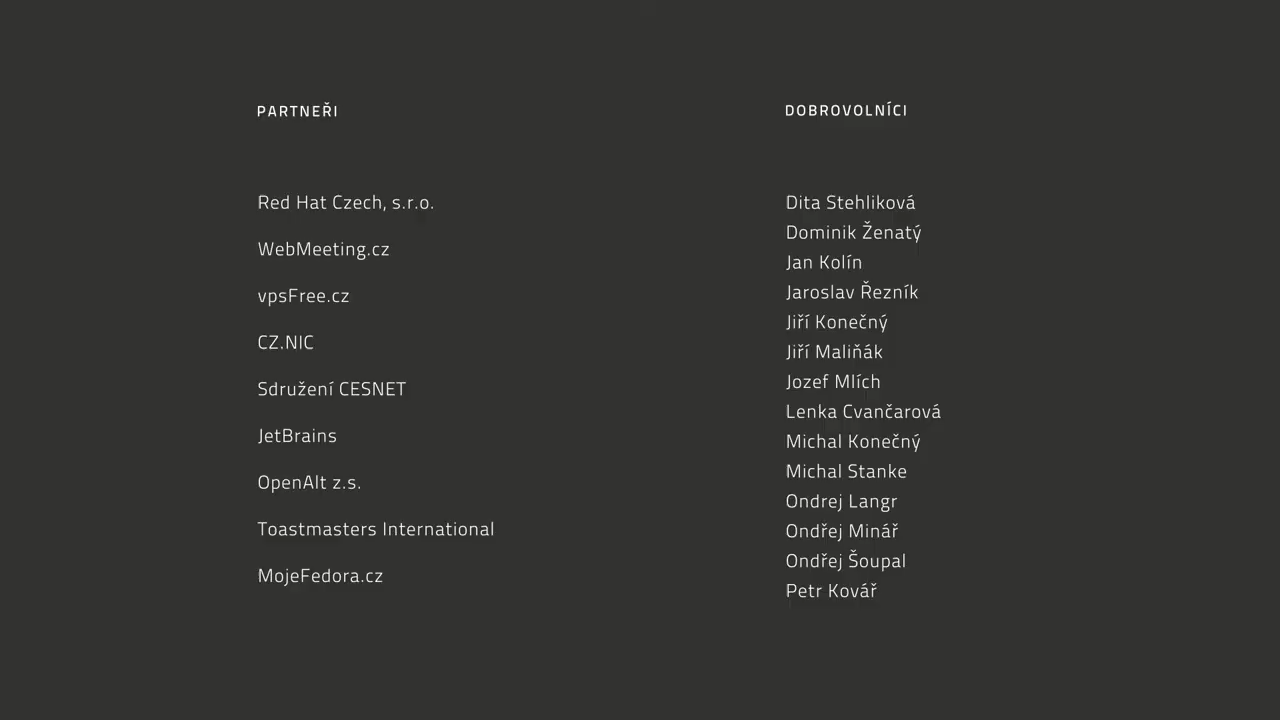 PARTNEŘI
Red Hat Czech, s.r.o.
WebMeeting.cz
vpsFree.cz
CZ.NIC
Sdružení CESNET
JetBrains
OpenAlt z.s.
Toastmasters International
MojeFedora.cz
DOBROVOLNÍCI
Dita Stehliková
Dominik Ženatý
Jan Kolín
Jaroslav Řezník
Jiří Konečný
Jiří Maliňák
Jozef Mlích
Lenka Cvančarová
Michal Konečný
Michal Stanke
Ondrej Langr
Ondřej Minář
Ondřej Šoupal
Petr Kovář